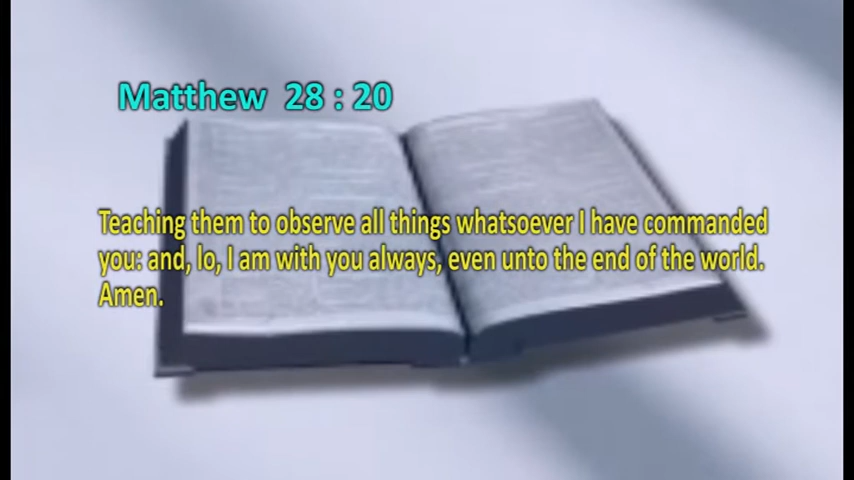 Matthew 28 : 20
Teaching them to observe all things whatsoever I have commanded
you: and, lo, I am with you always, even unto the end of the world.
Amen.